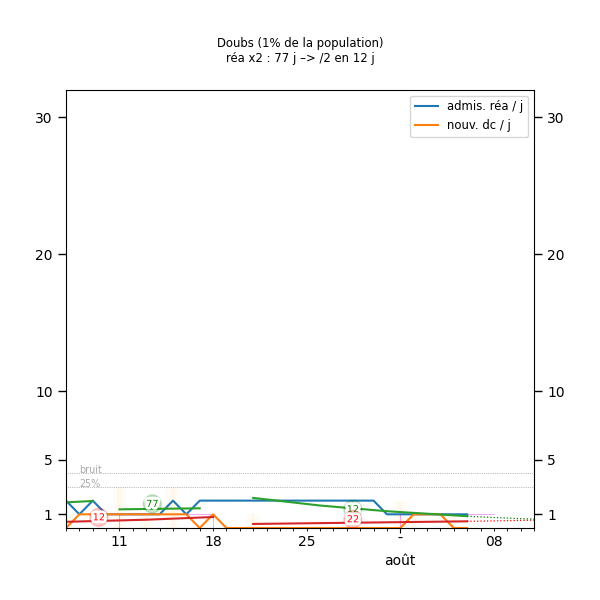 Doubs (1% de la population)
réa x2 : 77 j –> /2 en 12 j
admis. réa / j
nouv. dc / j
30 30
20 20
10 10
5 5
bruit
25%
77
12
12
22
1 1
11 18 25 - 08
août